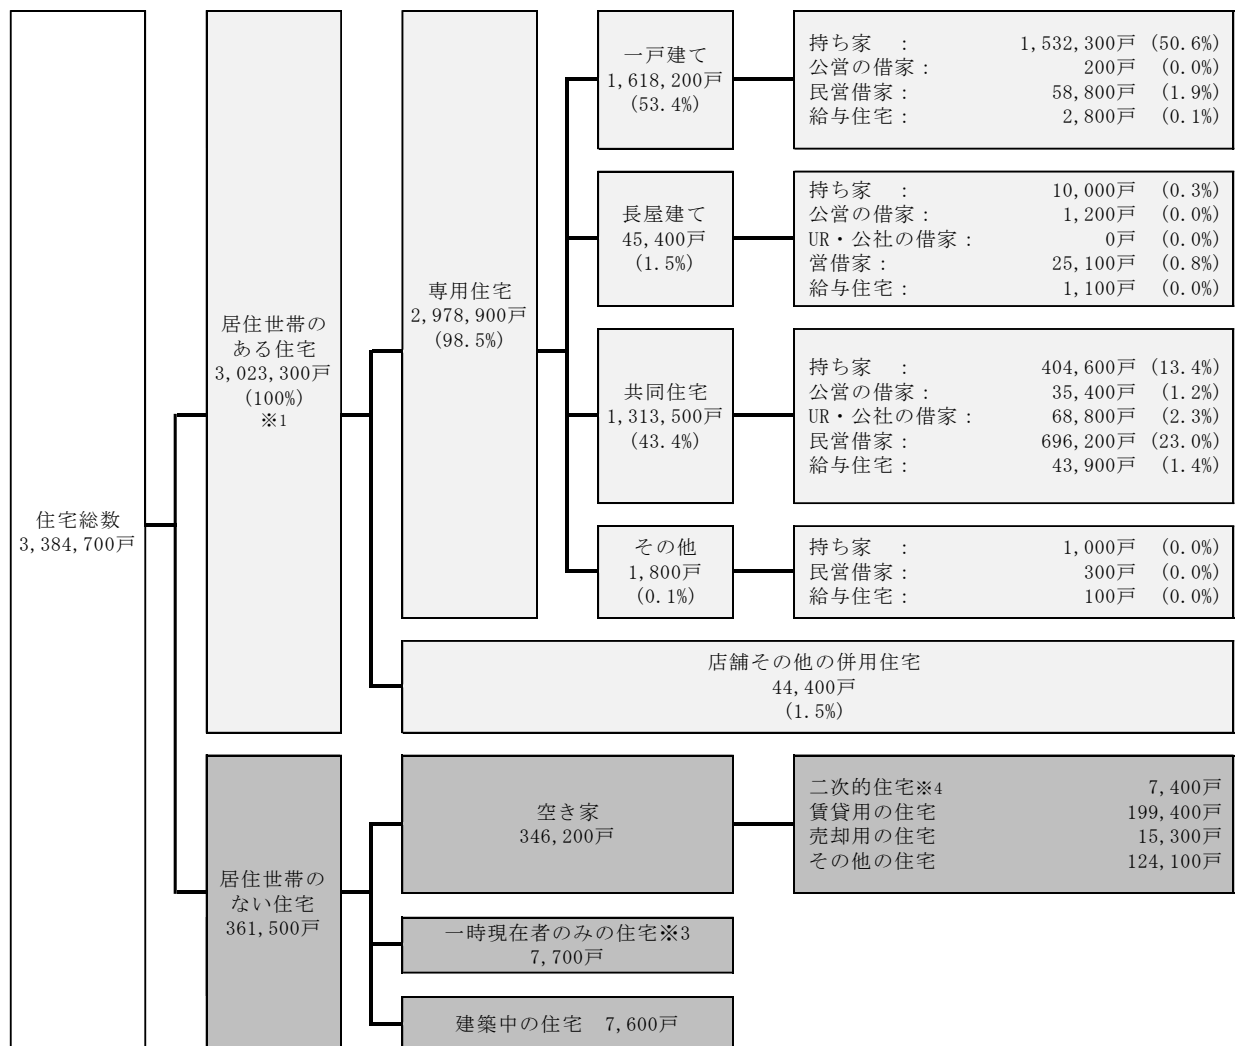 住宅総数
3,384,700戸
居住世帯の
ある住宅
3,023,300戸
(100%)
※1
専用住宅
2,978,900戸
(98.5%)
一戸建て
1,618,200戸
(53.4%)
持ち家 : 1,532,300戸 (50.6%)
公営の借家: 200戸 (0.0%)
民営借家: 58,800戸 (1.9%)
給与住宅: 2,800戸 (0.1%)
長屋建て
45,400戸
(1.5%)
持ち家 : 10,000戸 (0.3%)
公営の借家: 1,200戸 (0.0%)
UR・公社の借家: 0戸 (0.0%)
営借家: 25,100戸 (0.8%)
給与住宅: 1,100戸 (0.0%)
共同住宅
1,313,500戸
(43.4%)
持ち家 : 404,600戸 (13.4%)
公営の借家: 35,400戸 (1.2%)
UR・公社の借家: 68,800戸 (2.3%)
民営借家: 696,200戸 (23.0%)
給与住宅: 43,900戸 (1.4%)
その他
1,800戸
(0.1%)
持ち家 : 1,000戸 (0.0%)
民営借家: 300戸 (0.0%)
給与住宅: 100戸 (0.0%)
店舗その他の併用住宅
44,400戸
(1.5%)
居住世帯の
ない住宅
361,500戸
空き家
346,200戸
二次的住宅※4 7,400戸
賃貸用の住宅 199,400戸
売却用の住宅 15,300戸
その他の住宅 124,100戸
一時現在者のみの住宅※3
7,700戸
建築中の住宅 7,600戸